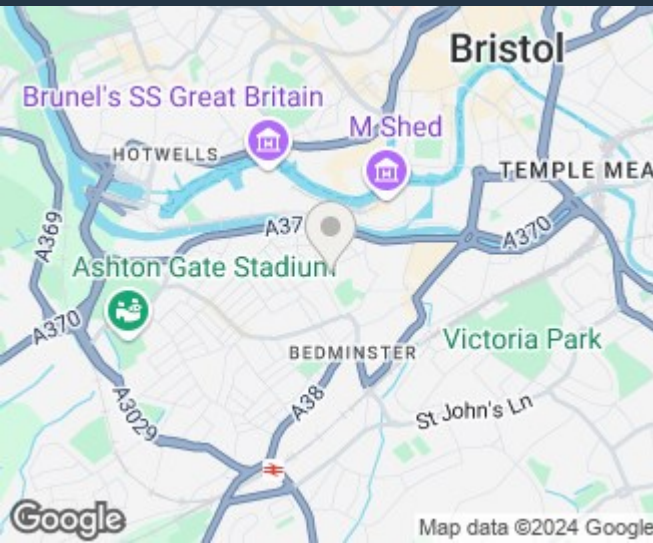 Bristol
Brunel's SS Great Britain
M Shed
HOTWELLS
TEMPLE MEA
A369
A37
A370
Ashton Gate Stadium
A370
Victoria Park
BEDMINSTER
A38
A3029
St John's Ln
Google
Map data ©2024 Google